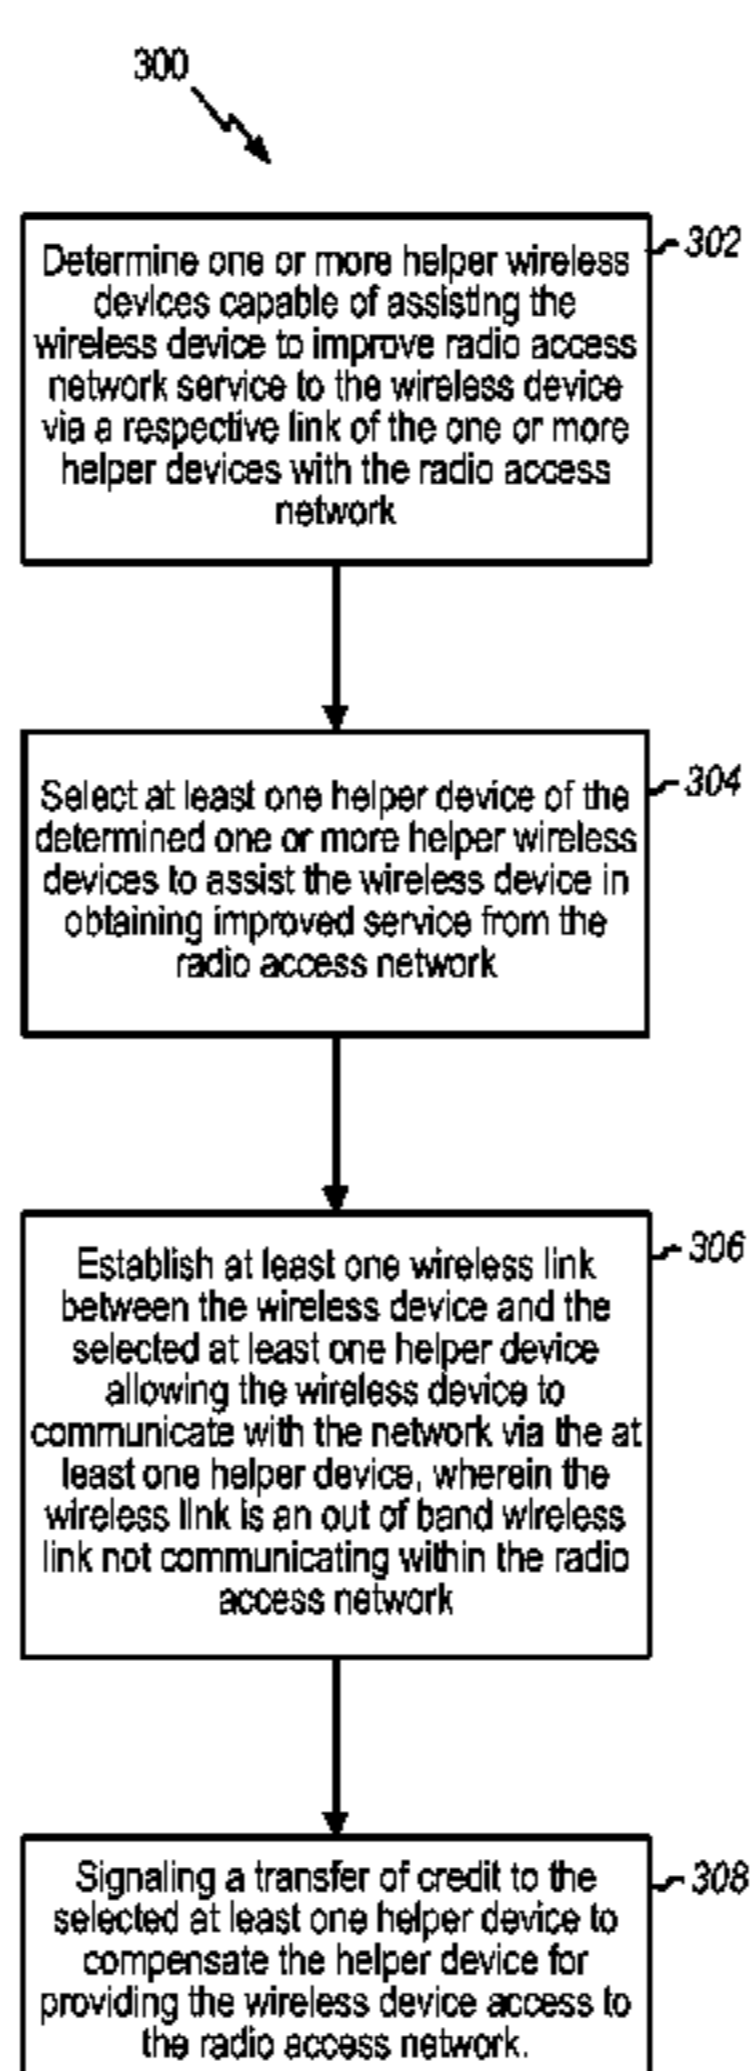 300
302
Determine one or more helper wireless
devices capable of assisting the
wireless device to improve radio access
network service to the wireless device
via a respective link of the one or more
helper devices with the radio access
network
304
Select at least one helper device of the
determined one or more helper wireless
devices to assist the wireless device in
obtaining improved service from the
radio access network
306
Establish at least one wireless link
between the wireless device and the
selected at least one helper device
allowing the wireless device to
communicate with the network via the at
least one helper device, wherein the
wireless link is an out of band wireless
link not communicating within the radio
access network
308
Signaling a transfer of credit to the
selected at least one helper device to
compensate the helper device for
providing the wireless device access to
the radio access network.